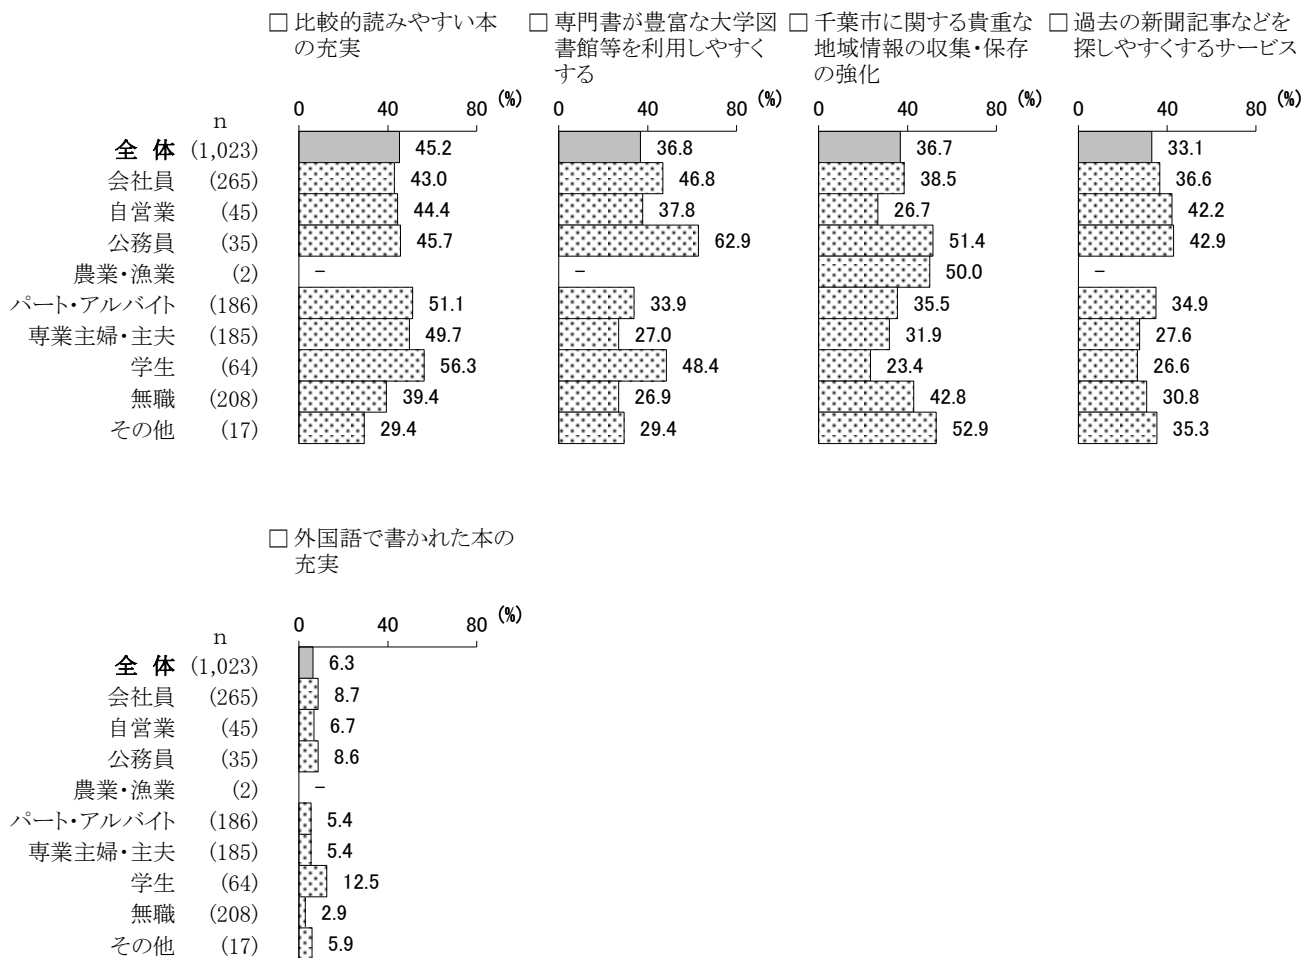 □ 比較的読みやすい本
の充実
□ 専門書が豊富な大学図
書館等を利用しやすく
する
□ 千葉市に関する貴重な
地域情報の収集・保存
の強化
□ 過去の新聞記事などを
探しやすくするサービス
0 40 80 (%) 0 40 80 (%) 0 40 80 (%) 0 40 80 (%)
n
全 体 (1,023) 45.2 36.8 36.7 33.1
会社員 (265) 43.0 46.8 38.5 36.6
自営業 (45) 44.4 37.8 26.7 42.2
公務員 (35) 45.7 62.9 51.4 42.9
農業・漁業 (2) − − 50.0 −
パート・アルバイト (186) 51.1 33.9 35.5 34.9
専業主婦・主夫 (185) 49.7 27.0 31.9 27.6
学生 (64) 56.3 48.4 23.4 26.6
無職 (208) 39.4 26.9 42.8 30.8
その他 (17) 29.4 29.4 52.9 35.3
□ 外国語で書かれた本の
充実
0 40 80 (%)
n
全 体 (1,023) 6.3
会社員 (265) 8.7
自営業 (45) 6.7
公務員 (35) 8.6
農業・漁業 (2) −
パート・アルバイト (186) 5.4
専業主婦・主夫 (185) 5.4
学生 (64) 12.5
無職 (208) 2.9
その他 (17) 5.9